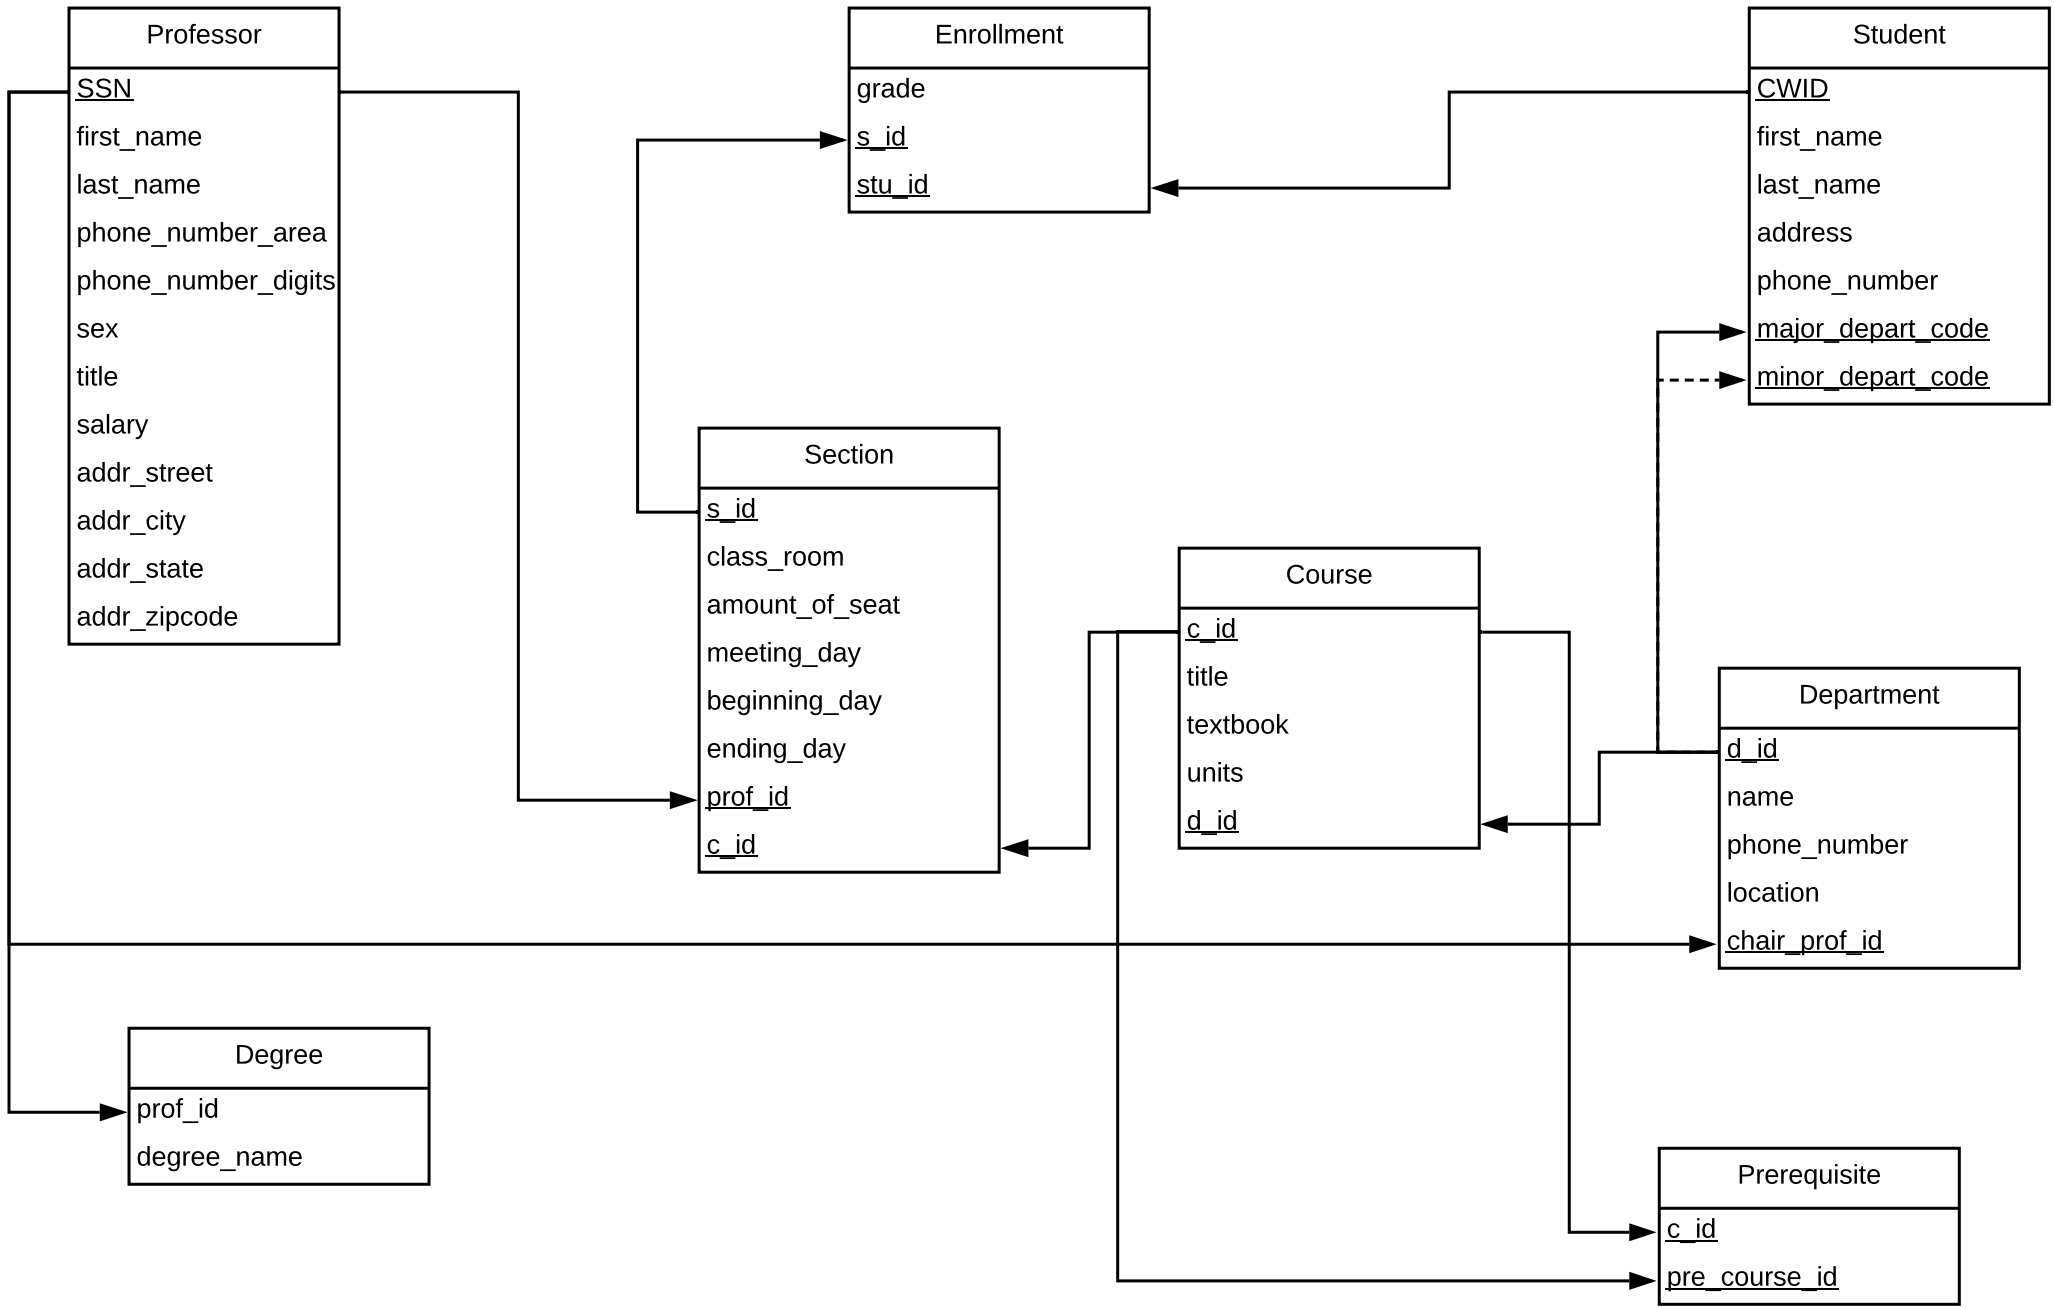 Professor
SSN
first_name
last_name
phone_number_area
phone_number_digits
sex
title
salary
addr_street
addr_city
addr_state
addr_zipcode
Enrollment
grade
s_id
stu_id
Student
CWID
first_name
last_name
address
phone_number
major_depart_code
minor_depart_code
Section
s_id
class_room
amount_of_seat
meeting_day
beginning_day
ending_day
prof_id
c_id
Course
c_id
title
textbook
units
d_id
Department
d_id
name
phone_number
location
chair_prof_id
Degree
prof_id
degree_name
Prerequisite
c_id
pre_course_id